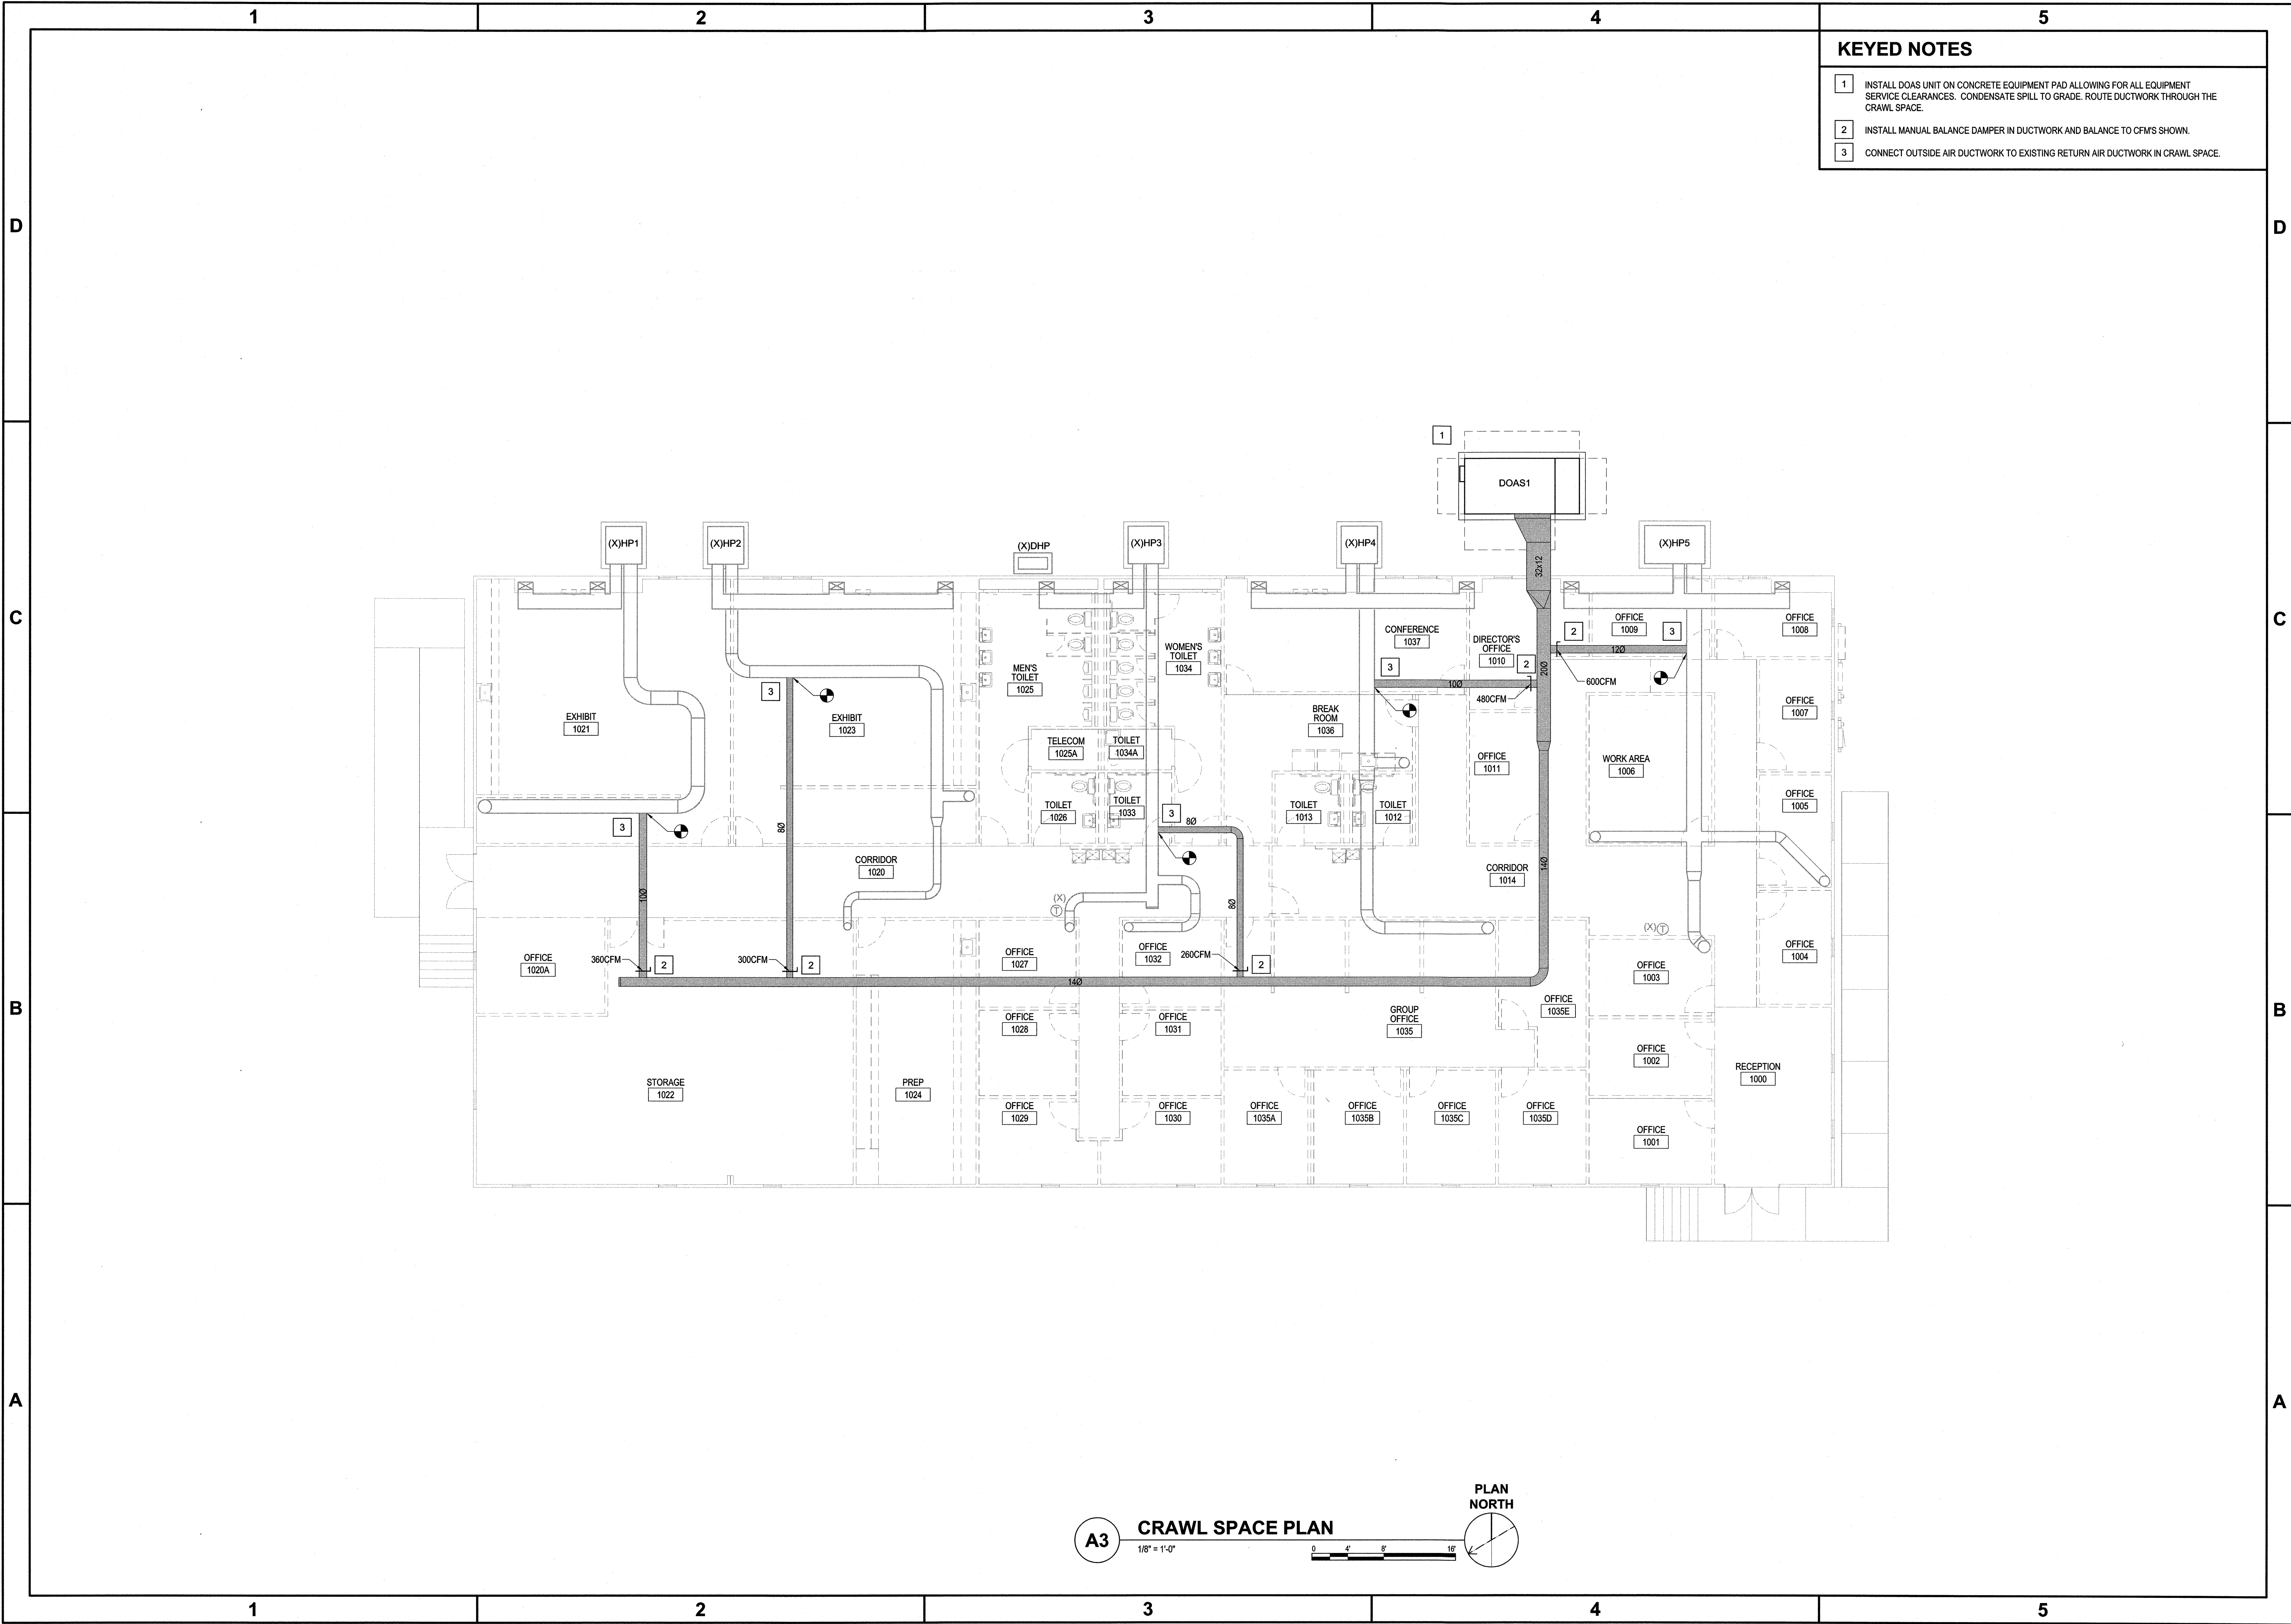 1 2 3 4 5
KEYED NOTES
1 INSTALL DOAS UNIT ON CONCRETE EQUIPMENT PAD ALLOWING FOR ALL EQUIPMENT
SERVICE CLEARANCES. CONDENSATE SPILL TO GRADE. ROUTE DUCTWORK THROUGH THE
CRAWL SPACE.
2 INSTALL MANUAL BALANCE DAMPER IN DUCTWORK AND BALANCE TO CFM'S SHOWN.
3 CONNECT OUTSIDE AIR DUCTWORK TO EXISTING RETURN AIR DUCTWORK IN CRAWL SPACE.
D D
1
DOAS1
(X)HP1
(X)HP2
(X)DHP
(X)HP3
(X)HP4
(X)HP5
32x12
C C
CONFERENCE
1037
DIRECTOR'S
OFFICE
1010
2
OFFICE
1009
3
OFFICE
1008
12Ø
600CFM
3
2
10Ø
480CFM
20Ø
MEN'S
TOILET
1025
WOMEN'S
TOILET
1034
3
EXHIBIT
1021
EXHIBIT
1023
BREAK
ROOM
1036
OFFICE
1007
TELECOM
1025A
TOILET
1034A
OFFICE
1011
WORK AREA
1006
TOILET
1026
TOILET
1033
TOILET
1013
TOILET
1012
OFFICE
1005
3
8Ø
3
8Ø
CORRIDOR
1020
CORRIDOR
1014
14Ø
10Ø
8Ø
(X)
T
(X) T
OFFICE
1020A
360CFM
2
300CFM
2
OFFICE
1027
OFFICE
1032
260CFM
2
OFFICE
1003
OFFICE
1004
14Ø
OFFICE
1035E
B B
OFFICE
1028
OFFICE
1031
GROUP
OFFICE
1035
OFFICE
1002
RECEPTION
1000
STORAGE
1022
PREP
1024
OFFICE
1029
OFFICE
1030
OFFICE
1035A
OFFICE
1035B
OFFICE
1035C
OFFICE
1035D
OFFICE
1001
A A
PLAN
NORTH
A3 CRAWL SPACE PLAN
1/8" = 1'-0"
0 4' 8' 16'
1 2 3 4 5